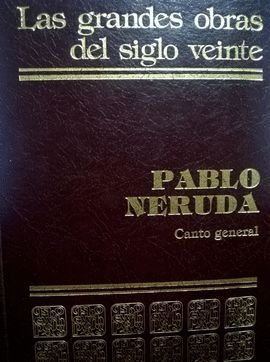 Las grandes obras
del siglo veinte
PABLO
NERUDA
Canto general